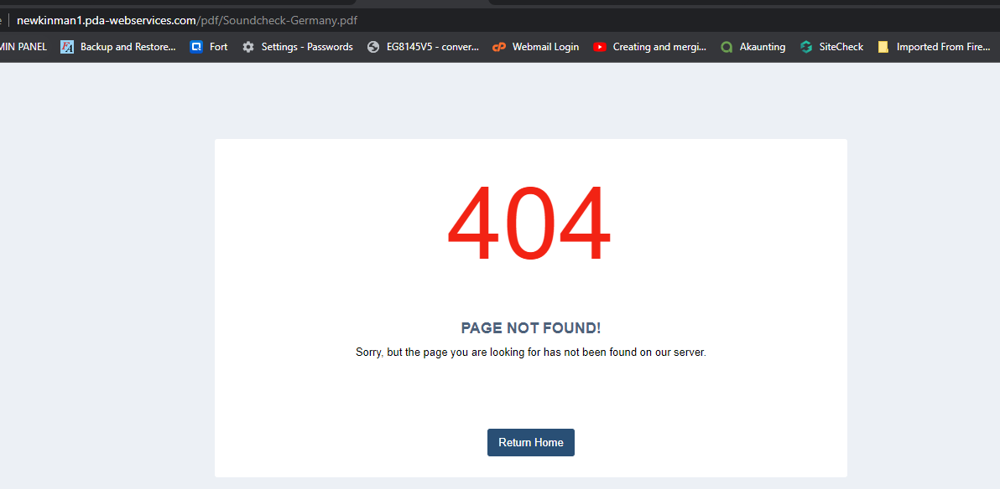 newkinman1.pda-webservices.com/pdf/Soundcheck-Germany.pdf
MIN PANEL Backup and Restore... Fort Settings - Passwords EG8145V5 - conver... Webmail Login Creating and mergi... Akaunting SiteCheck Imported From Fire...
404
PAGE NOT FOUND!
Sorry, but the page you are looking for has not been found on our server.
Return Home